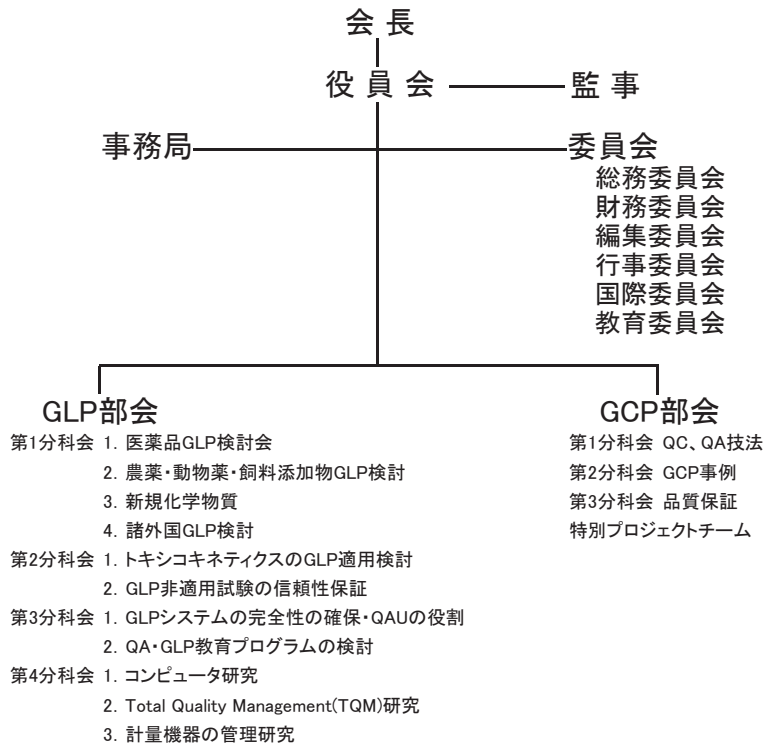 会 長
役 員 会 監 事
事務局 委員会
総務委員会
財務委員会
編集委員会
行事委員会
国際委員会
教育委員会
GLP部会
第1分科会 1. 医薬品GLP検討会
2. 農薬・動物薬・飼料添加物GLP検討
3. 新規化学物質
4. 諸外国GLP検討
第2分科会 1. トキシコキネティクスのGLP適用検討
2. GLP非適用試験の信頼性保証
第3分科会 1. GLPシステムの完全性の確保・QAUの役割
2. QA・GLP教育プログラムの検討
第4分科会 1. コンピュータ研究
2. Total Quality Management(TQM)研究
3. 計量機器の管理研究
GCP部会
第1分科会 QC、QA技法
第2分科会 GCP事例
第3分科会 品質保証
特別プロジェクトチーム